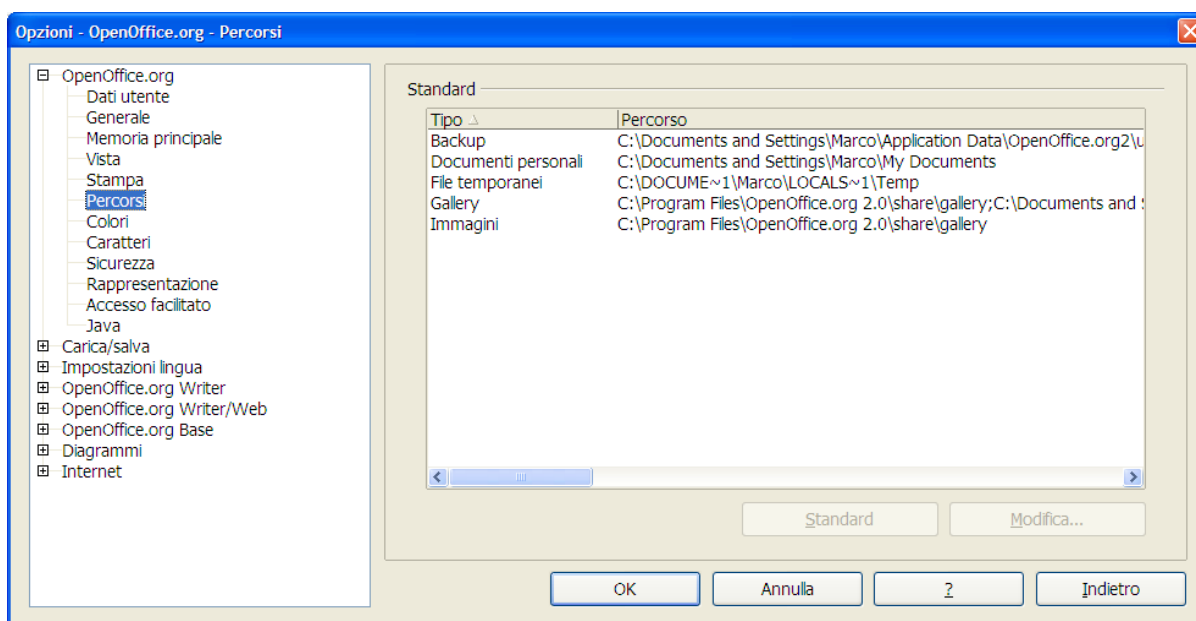 Opzioni - OpenOffice.org - Percorsi
OpenOffice.org
Dati utente
Generale
Memoria principale
Vista
Stampa
Percorsi
Colori
Caratteri
Sicurezza
Rappresentazione
Accesso facilitato
Java
Carica/salva
Impostazioni lingua
OpenOffice.org Writer
OpenOffice.org Writer/Web
OpenOffice.org Base
Diagrammi
Internet
Standard
Tipo Percorso
Backup C:\Documents and Settings\Marco\Application Data\OpenOffice.org2\u
Documenti personali C:\Documents and Settings\Marco\My Documents
File temporanei C:\DOCUME~1\Marco\LOCALS~1\Temp
Gallery C:\Program Files\OpenOffice.org 2.0\share\gallery;C:\Documents and
Immagini C:\Program Files\OpenOffice.org 2.0\share\gallery
Standard Modifica...
OK Annulla ? Indietro